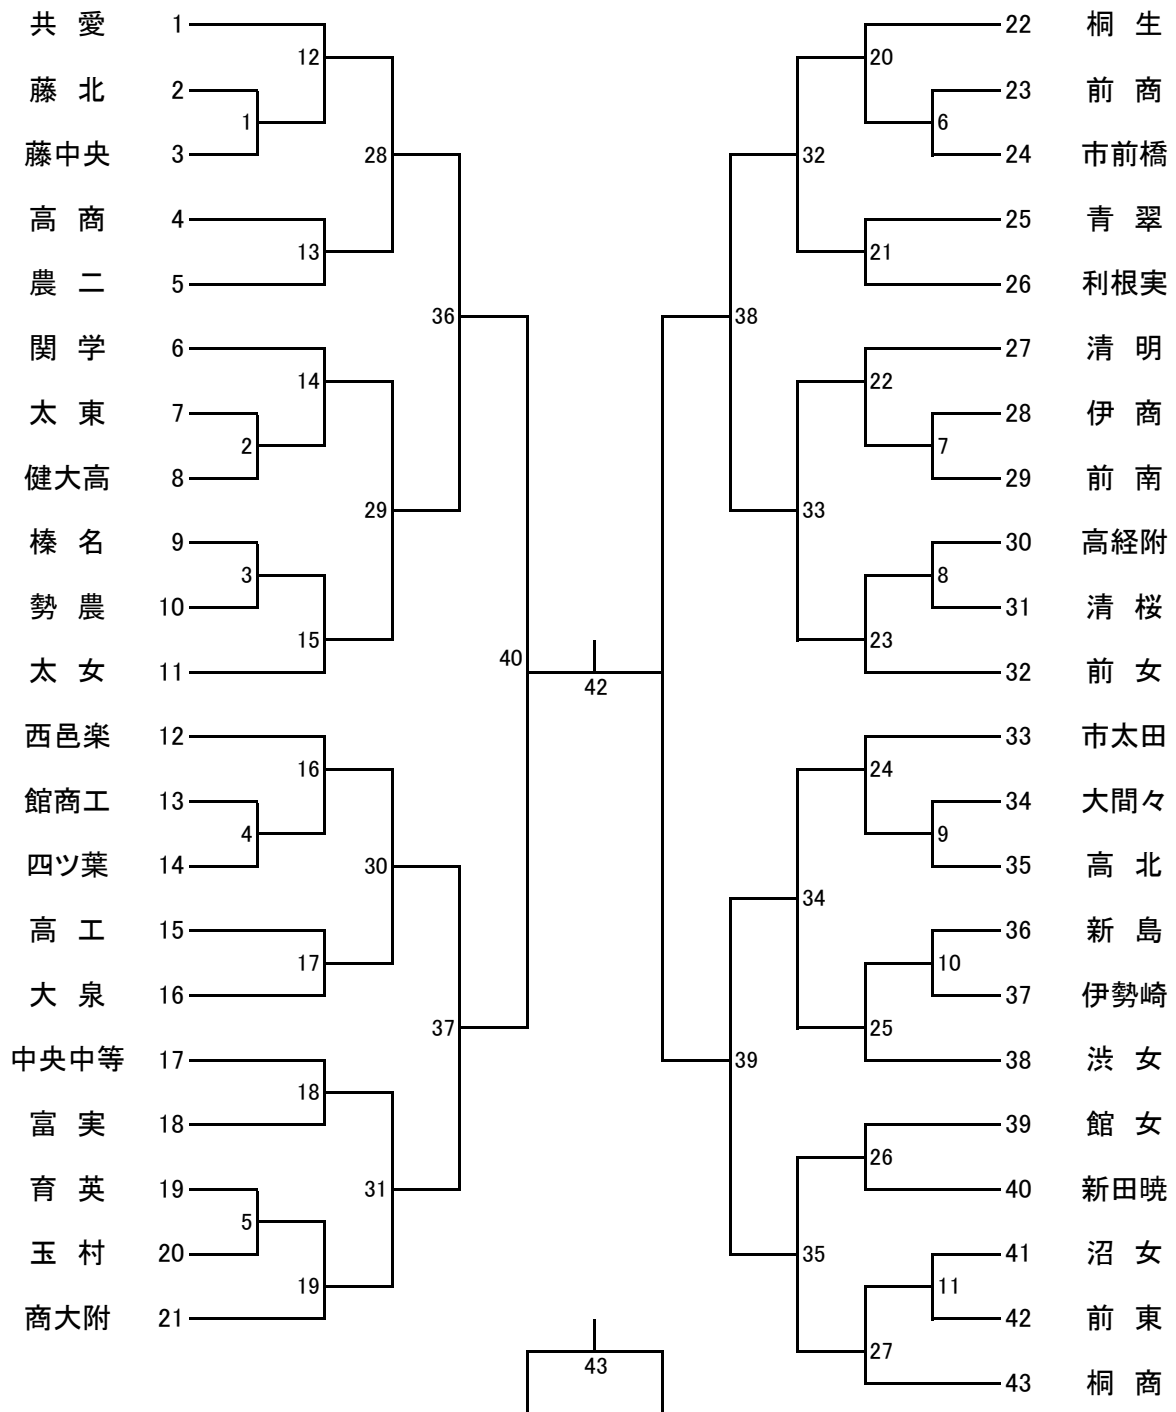 共 愛 1 12 22 桐 生
20
藤 北 2 1 23 前 商
6
藤中央 3 28 32 24 市前橋
高 商 4 25 青 翠
13 21
農 二 5 26 利根実
36 38
関 学 6 27 清 明
14 22
太 東 7 28 伊 商
2 7
健大高 8 29 前 南
29 33
榛 名 9 30 高経附
3 8
勢 農 10 31 清 桜
15 23
太 女 11 40 32 前 女
42
西邑楽 12 33 市太田
16 24
館商工 13 34 大間々
4 9
四ツ葉 14 30 35 高 北
34
高 工 15 36 新 島
17 10
大 泉 16 37 伊勢崎
37 25
中央中等 17 39 38 渋 女
18
富 実 18 39 館 女
26
育 英 19 31 40 新田暁
5
玉 村 20 35 41 沼 女
19 11
商大附 21 42 前 東
43 27
43 桐 商